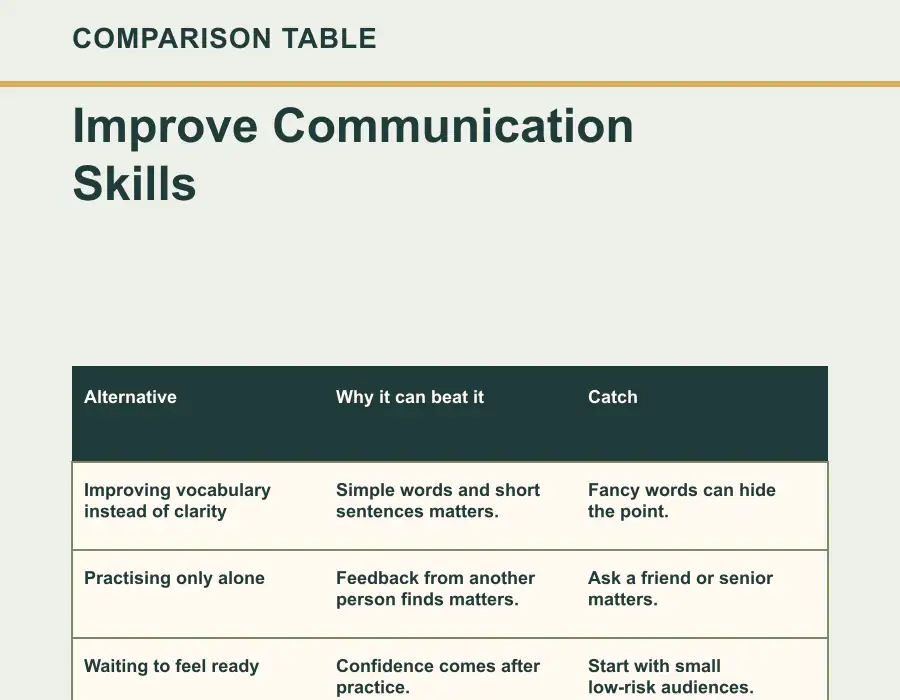 COMPARISON TABLE
Improve Communication
Skills
Alternative
Why it can beat it
Catch
Improving vocabulary
instead of clarity
Simple words and short
sentences matters.
Fancy words can hide
the point.
Practising only alone
Feedback from another
person finds matters.
Ask a friend or senior
matters.
Waiting to feel ready
Confidence comes after
practice.
Start with small
low-risk audiences.